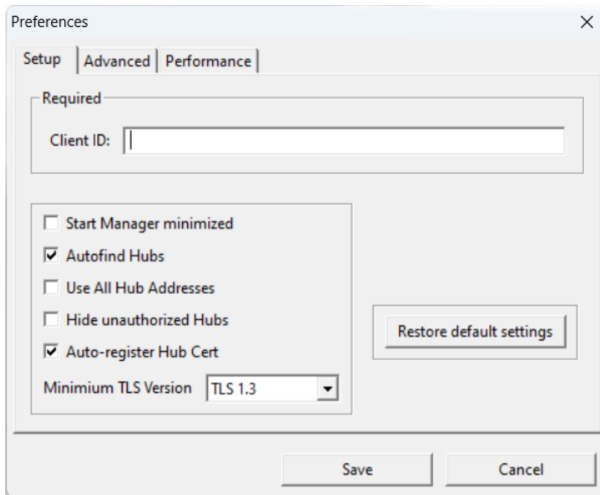 Preferences
Setup Advanced Performance
Required
Client ID:
Start Manager minimized
Autofind Hubs
Use All Hub Addresses
Hide unauthorized Hubs
Auto-register Hub Cert
Minimium TLS Version TLS 1.3
Restore default settings
Save Cancel